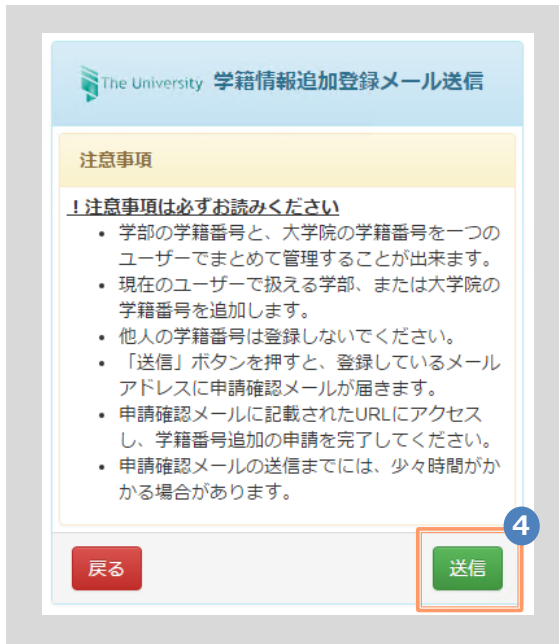 The University 学籍情報追加登録メール送信
注意事項
！注意事項は必ずお読みください
• 学部の学籍番号と、大学院の学籍番号を一つの
ユーザーでまとめて管理することが出来ます。
• 現在のユーザーで扱える学部、または大学院の
学籍番号を追加します。
• 他人の学籍番号は登録しないでください。
• 「送信」ボタンを押すと、登録しているメール
アドレスに申請確認メールが届きます。
• 申請確認メールに記載されたURLにアクセス
し、学籍番号追加の申請を完了してください。
• 申請確認メールの送信までには、少々時間がか
かる場合があります。
4
戻る 送信